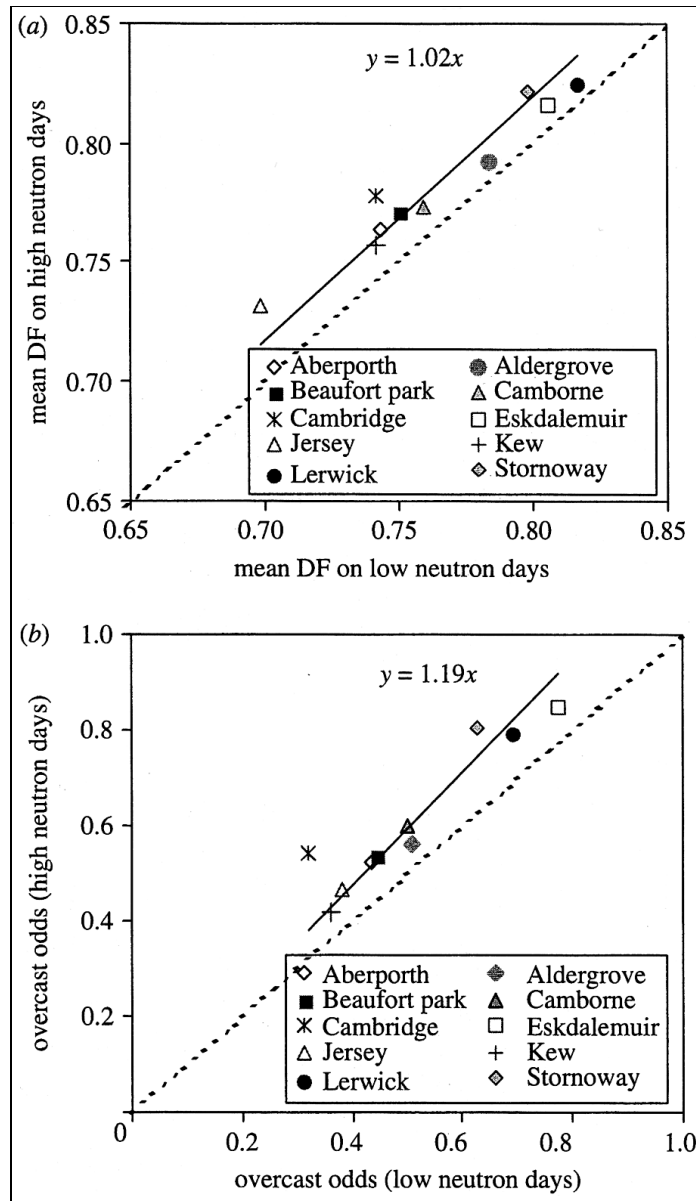 (a)
0.85
y = 1.02x
0.80
0.75
0.70
0.65
mean DF on high neutron days
Aberporth
Aldergrove
Beaufort park
Camborne
Cambridge
Eskdalemuir
Jersey
Kew
Lerwick
Stornoway
0.65 0.70 0.75 0.80 0.85
mean DF on low neutron days
(b)
1.0
y = 1.19x
0.8
0.6
0.4
0.2
overcast odds (high neutron days)
Aberporth
Aldergrove
Beaufort park
Camborne
Cambridge
Eskdalemuir
Jersey
Kew
Lerwick
Stornoway
0 0.2 0.4 0.6 0.8 1.0
overcast odds (low neutron days)